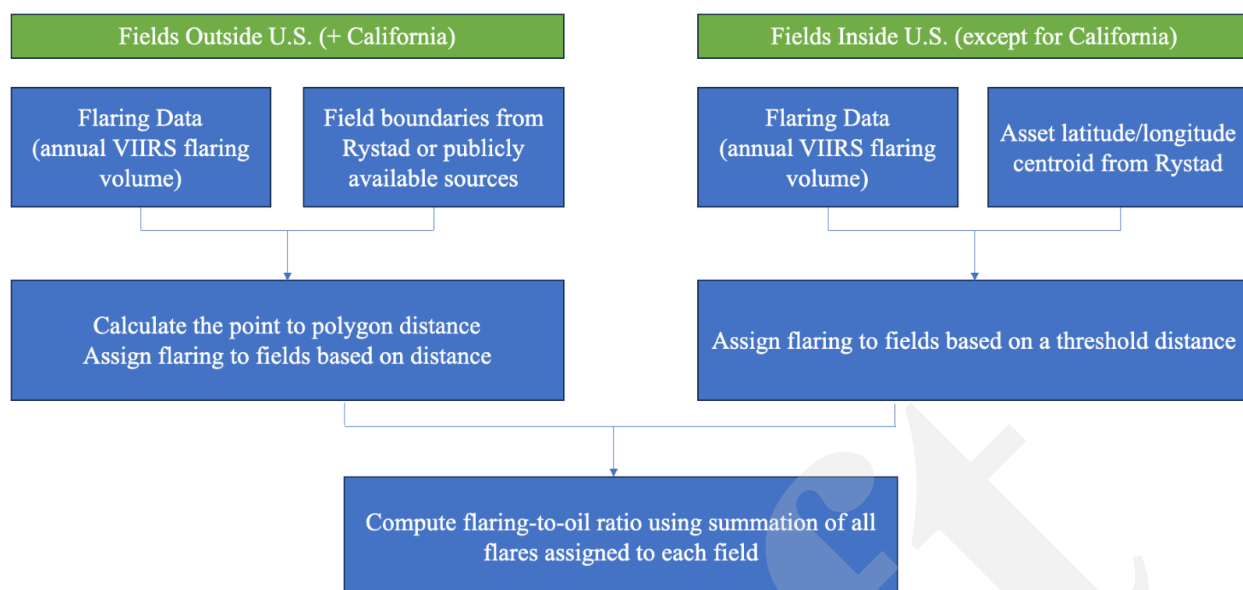 Fields Outside U.S. (+ California)
Fields Inside U.S. (except for California)
Flaring Data
(annual VIIRS flaring
volume)
Field boundaries from
Rystad or publicly
available sources
Flaring Data
(annual VIIRS flaring
volume)
Asset latitude/longitude
centroid from Rystad
Calculate the point to polygon distance
Assign flaring to fields based on distance
Assign flaring to fields based on a threshold distance
Compute flaring-to-oil ratio using summation of all
flares assigned to each field